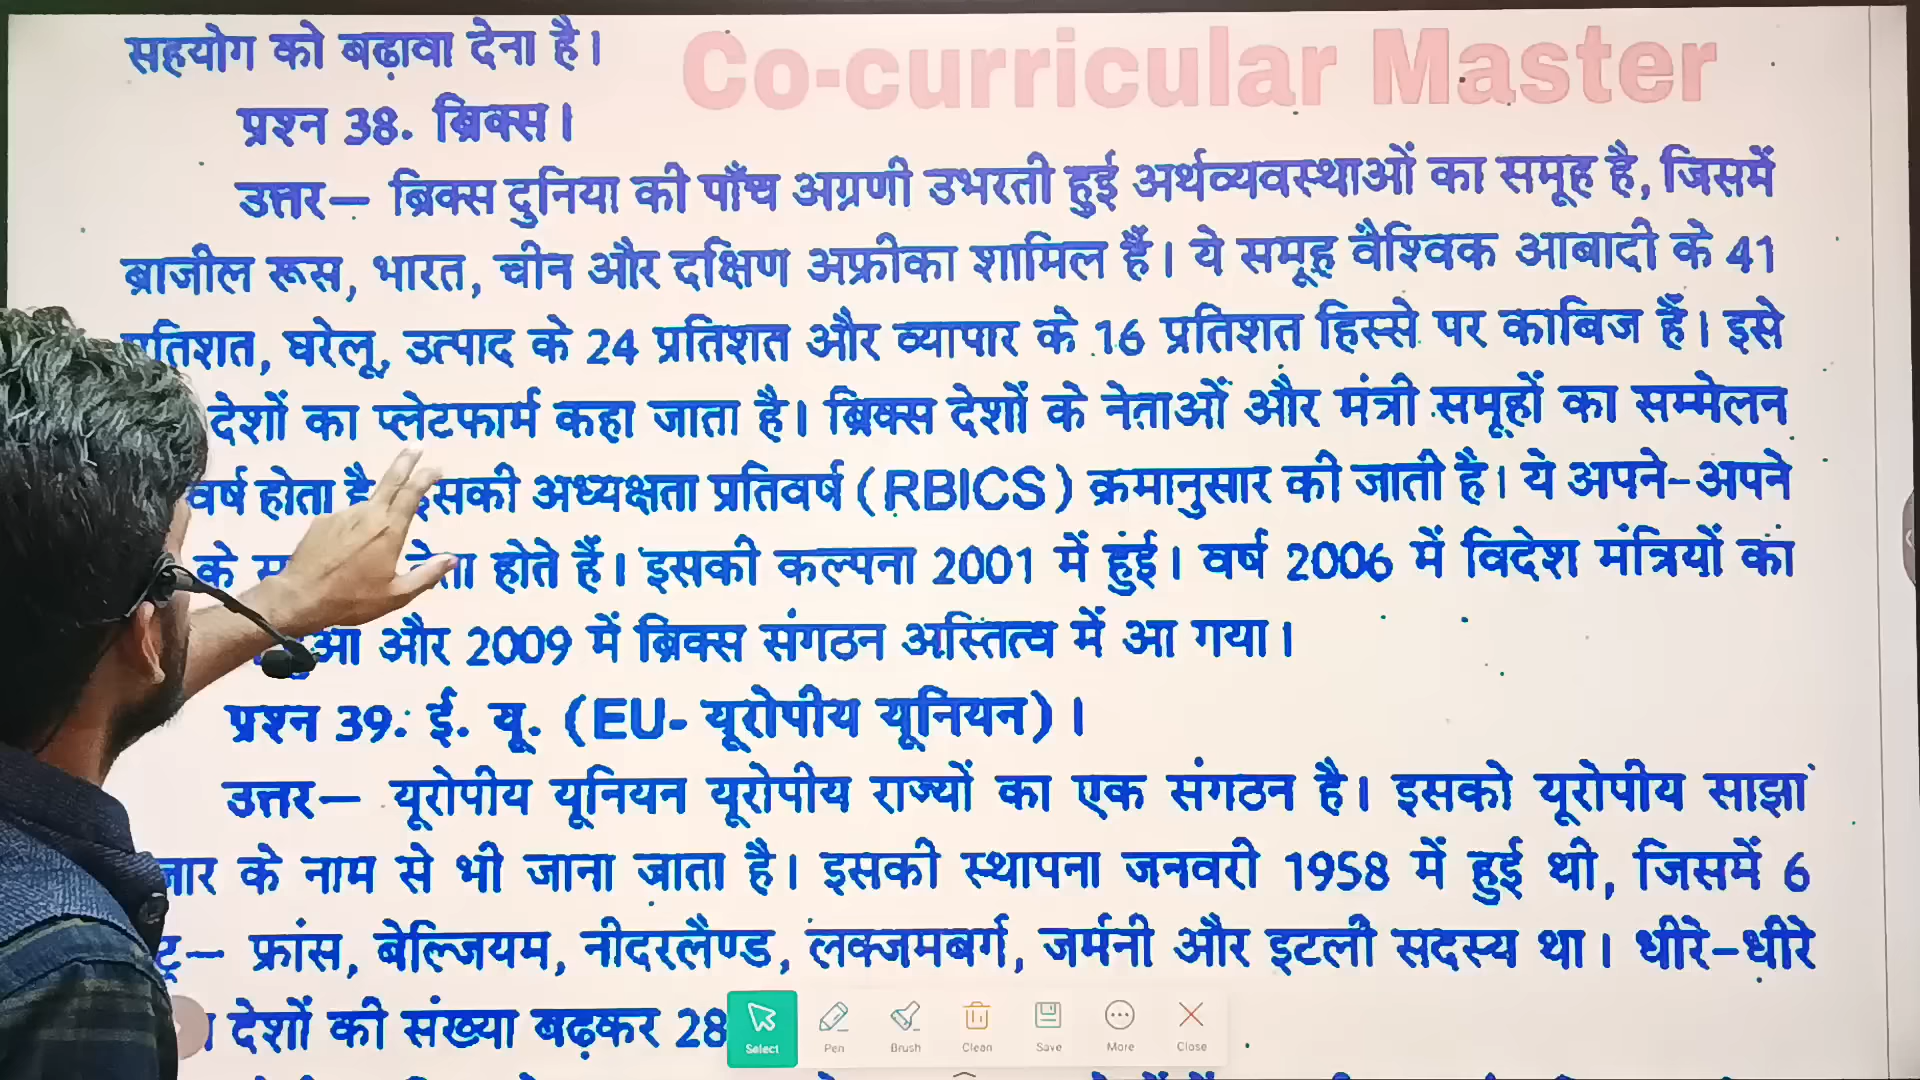 सहयोग को बढ़ावा देना है।
Co-curricular Master
प्रश्न 38. ब्रिक्स।
उत्तर— ब्रिक्स दुनिया की पाँच अग्रणी उभरती हुई अर्थव्यवस्थाओं का समूह है, जिसमें
ब्राजील रूस, भारत, चीन और दक्षिण अफ्रीका शामिल हैं। ये समूह वैश्विक आबादी के 41
प्रतिशत, घरेलू, उत्पाद के 24 प्रतिशत और व्यापार के 16 प्रतिशत हिस्से पर काबिज हैं। इसे
देशों का प्लेटफार्म कहा जाता है। ब्रिक्स देशों के नेताओं और मंत्री समूहों का सम्मेलन
वर्ष होता है इसकी अध्यक्षता प्रतिवर्ष (RBICS) क्रमानुसार की जाती है। ये अपने-अपने
के होते हैं। इसकी कल्पना 2001 में हुई। वर्ष 2006 में विदेश मंत्रियों का
और 2009 में ब्रिक्स संगठन अस्तित्व में आ गया।
प्रश्न 39. ई. यू. (EU- यूरोपीय यूनियन)।
उत्तर— यूरोपीय यूनियन यूरोपीय राज्यों का एक संगठन है। इसको यूरोपीय साझा
के नाम से भी जाना जाता है। इसकी स्थापना जनवरी 1958 में हुई थी, जिसमें 6
— फ्रांस, बेल्जियम, नीदरलैण्ड, लक्जमबर्ग, जर्मनी और इटली सदस्य था। धीरे-धीरे
देशों की संख्या बढ़कर 28
Select Pen Brush Clean Save More Close